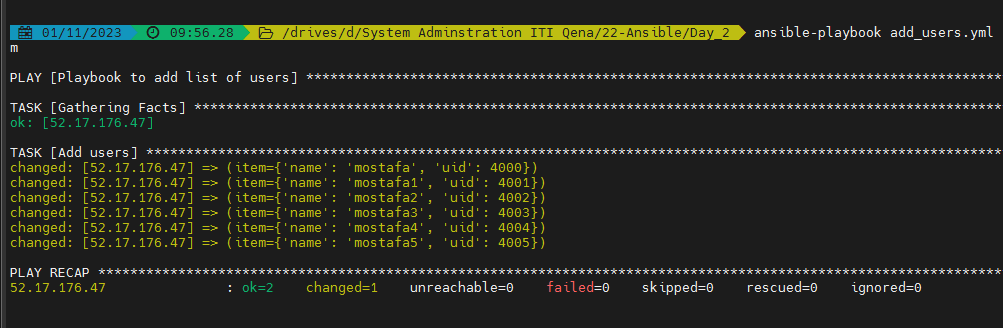 01/11/2023 09:56.28 /drives/d/System Adminstration ITI Qena/22-Ansible/Day_2 ansible-playbook add_users.yml
m
PLAY [Playbook to add list of users] ***************************************************************************************
TASK [Gathering Facts] *****************************************************************************************************
ok: [52.17.176.47]
TASK [Add users] ***********************************************************************************************************
changed: [52.17.176.47] => (item={'name': 'mostafa', 'uid': 4000})
changed: [52.17.176.47] => (item={'name': 'mostafa1', 'uid': 4001})
changed: [52.17.176.47] => (item={'name': 'mostafa2', 'uid': 4002})
changed: [52.17.176.47] => (item={'name': 'mostafa3', 'uid': 4003})
changed: [52.17.176.47] => (item={'name': 'mostafa4', 'uid': 4004})
changed: [52.17.176.47] => (item={'name': 'mostafa5', 'uid': 4005})
PLAY RECAP *****************************************************************************************************************
52.17.176.47 : ok=2 changed=1 unreachable=0 failed=0 skipped=0 rescued=0 ignored=0